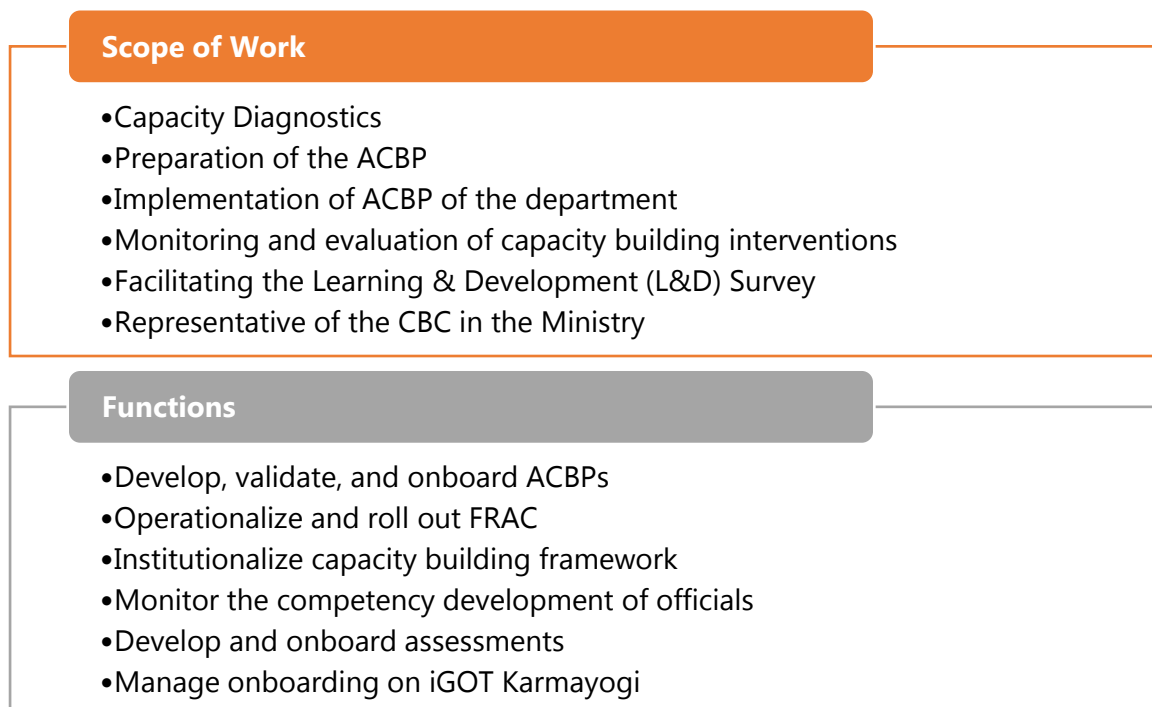 Scope of Work
•Capacity Diagnostics
•Preparation of the ACBP
•Implementation of ACBP of the department
•Monitoring and evaluation of capacity building interventions
•Facilitating the Learning & Development (L&D) Survey
•Representative of the CBC in the Ministry
Functions
•Develop, validate, and onboard ACBPs
•Operationalize and roll out FRAC
•Institutionalize capacity building framework
•Monitor the competency development of officials
•Develop and onboard assessments
•Manage onboarding on iGOT Karmayogi